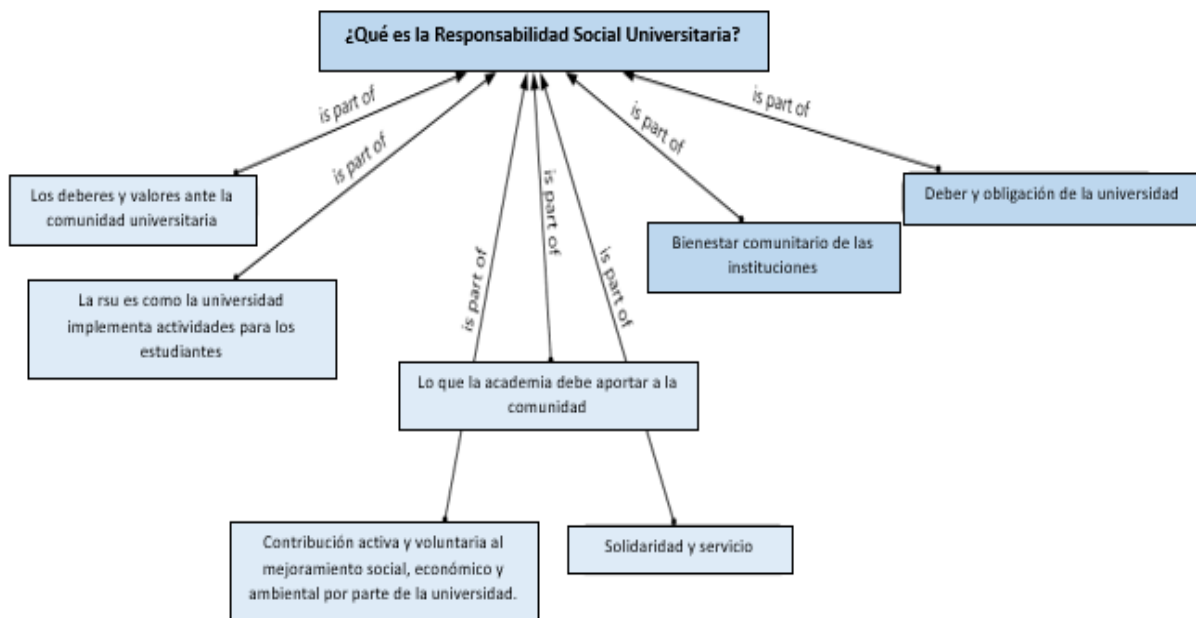 ¿Qué es la Responsabilidad Social Universitaria?
is part of
is part of
is part of
is part of
is part of
is part of
is part of
Los deberes y valores ante la
comunidad universitaria
Deber y obligación de la universidad
Bienestar comunitario de las
instituciones
La rsu es como la universidad
implementa actividades para los
estudiantes
Lo que la academia debe aportar a la
comunidad
Contribución activa y voluntaria al
mejoramiento social, económico y
ambiental por parte de la universidad.
Solidaridad y servicio